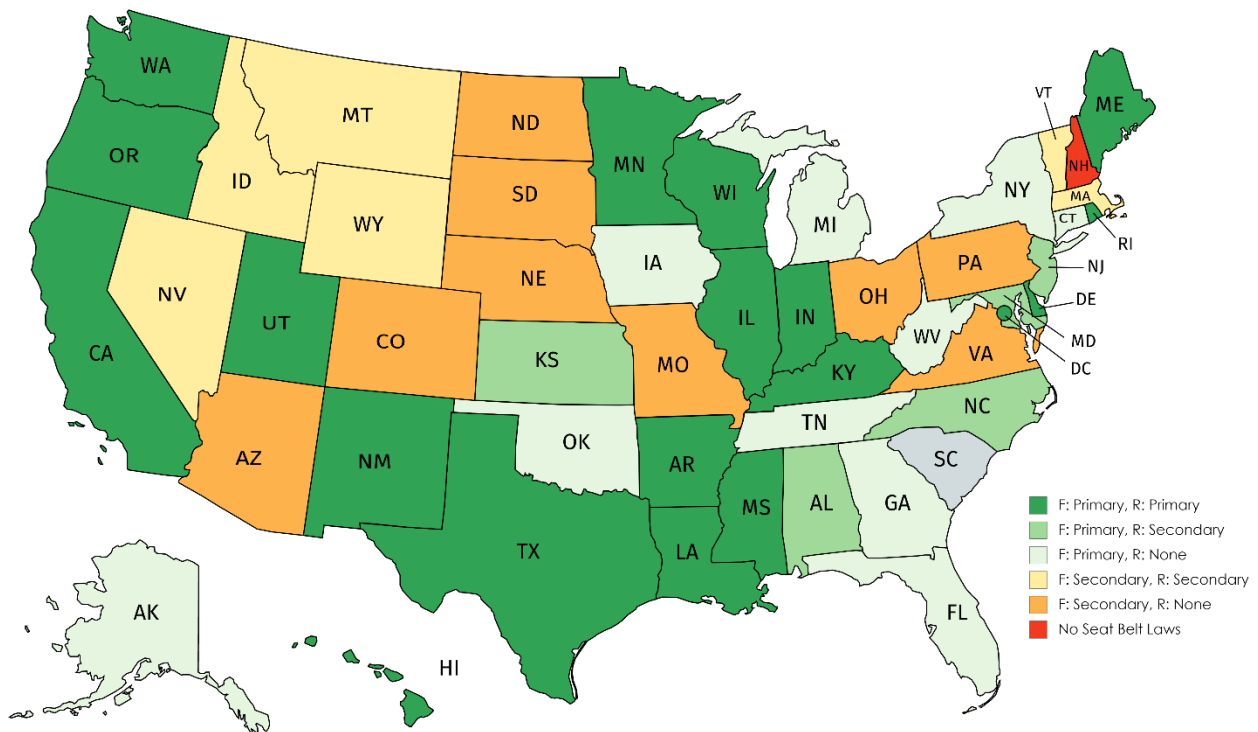 WA
OR
CA
ID
NV
MT
WY
UT
AZ
CO
NM
ND
SD
NE
KS
OK
TX
MN
IA
MO
AR
LA
WI
IL
MS
MI
IN
KY
TN
AL
OH
WV
GA
FL
SC
NC
VA
PA
NY
VT
NH
ME
MA
CT
RI
NJ
DE
MD
DC
AK
HI
F: Primary, R: Primary
F: Primary, R: Secondary
F: Primary, R: None
F: Secondary, R: Secondary
F: Secondary, R: None
No Seat Belt Laws